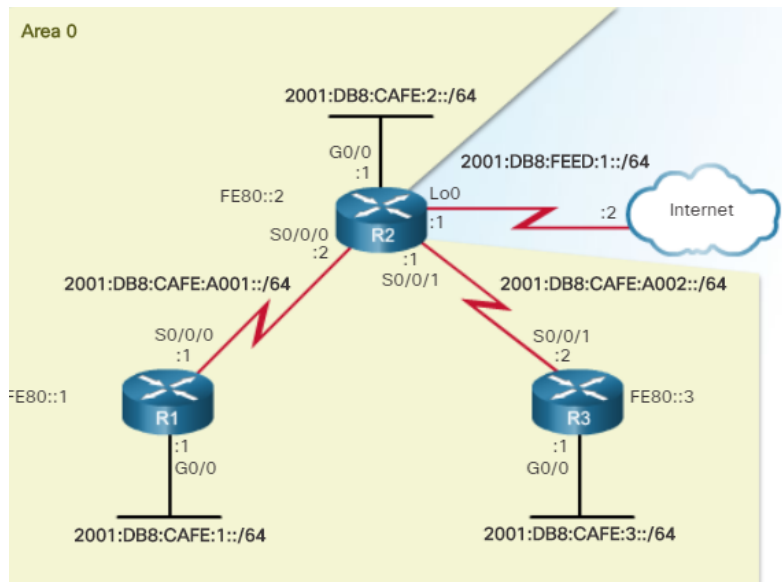 Area 0
2001:DB8:CAFE:2::/64
G0/0
:1
2001:DB8:FEED:1::/64
FE80::2
Lo0
:1
:2
Internet
R2
S0/0/0
:2
:1
S0/0/1
2001:DB8:CAFE:A001::/64
2001:DB8:CAFE:A002::/64
S0/0/0
:1
S0/0/1
:2
FE80::1
R1
R3
FE80::3
:1
G0/0
:1
G0/0
2001:DB8:CAFE:1::/64
2001:DB8:CAFE:3::/64